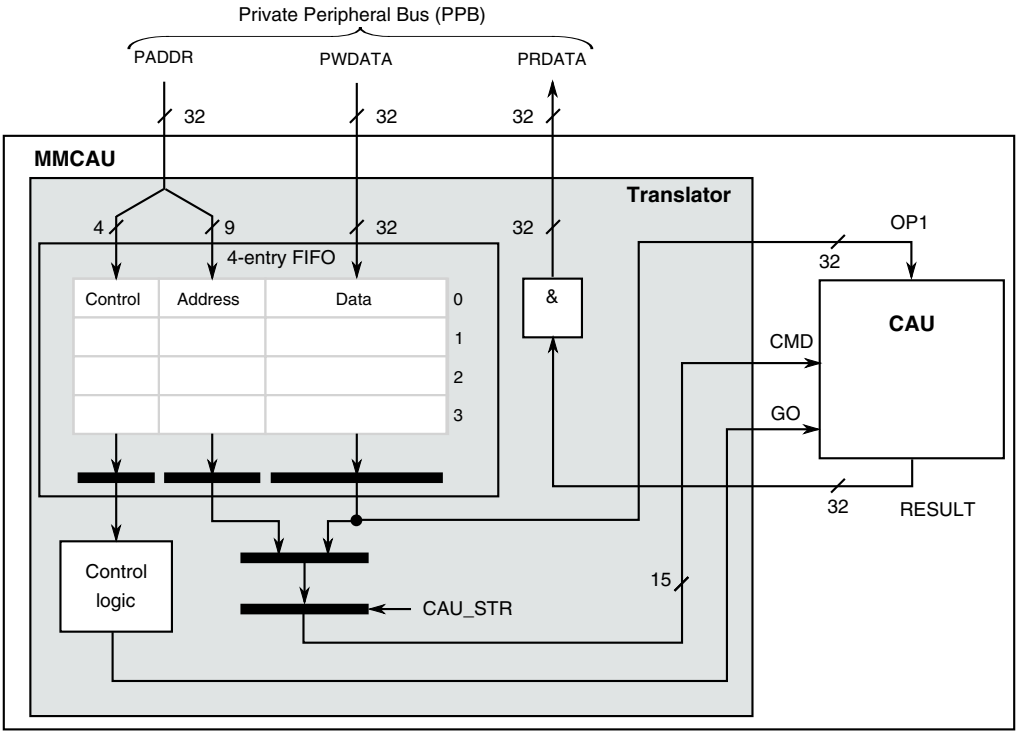 Private Peripheral Bus (PPB)
PADDR PWDATA PRDATA
32 32 32
MMCAU
Translator
4 9 32 32
OP1
32
4-entry FIFO
Control Address Data 0
&
CAU
1
CMD
2
3
GO
32
RESULT
Control
logic
15
CAU_STR